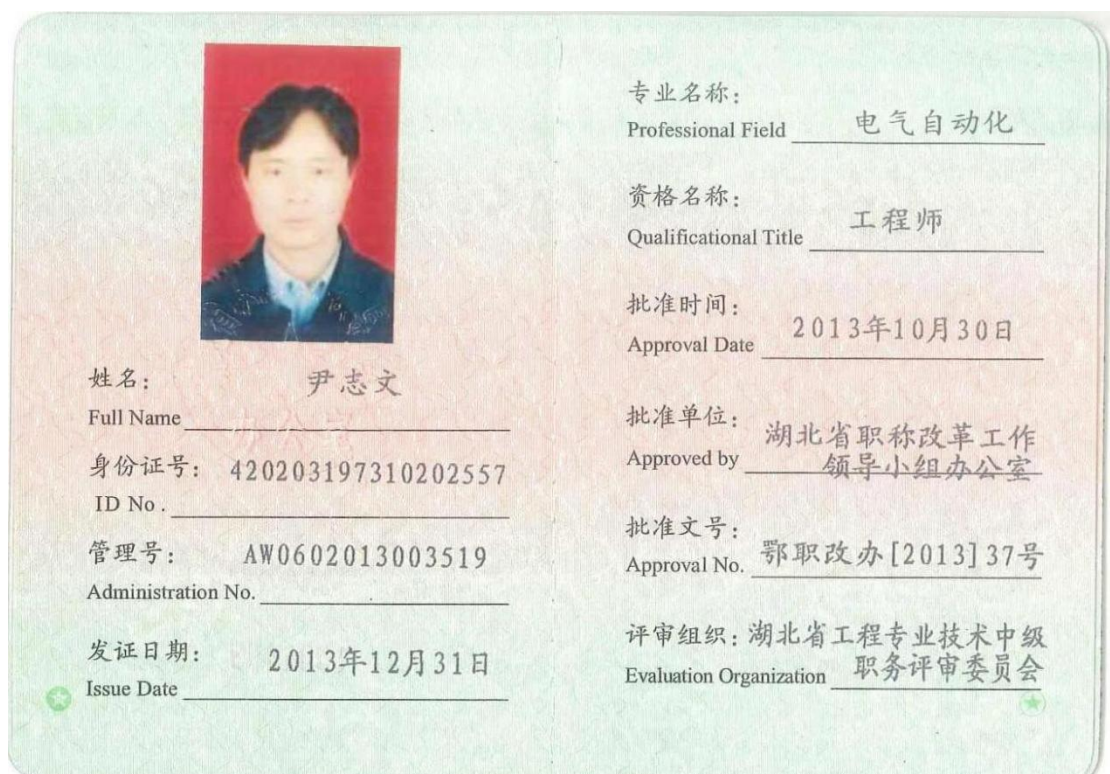 姓名： 尹志文
Full Name
办公室
身份证号： 420203197310202557
ID No .
管理号： AW0602013003519
Administration No.
发证日期： 2013年12月31日
Issue Date
专业名称：
Professional Field 电气自动化
资格名称：
Qualificational Title 工程师
批准时间：
Approval Date 2013年10月30日
批准单位： 湖北省职称改革工作
Approved by 领导小组办公室
批准文号：
Approval No. 鄂职改办[2013]37号
评审组织：湖北省工程专业技术中级
Evaluation Organization 职务评审委员会